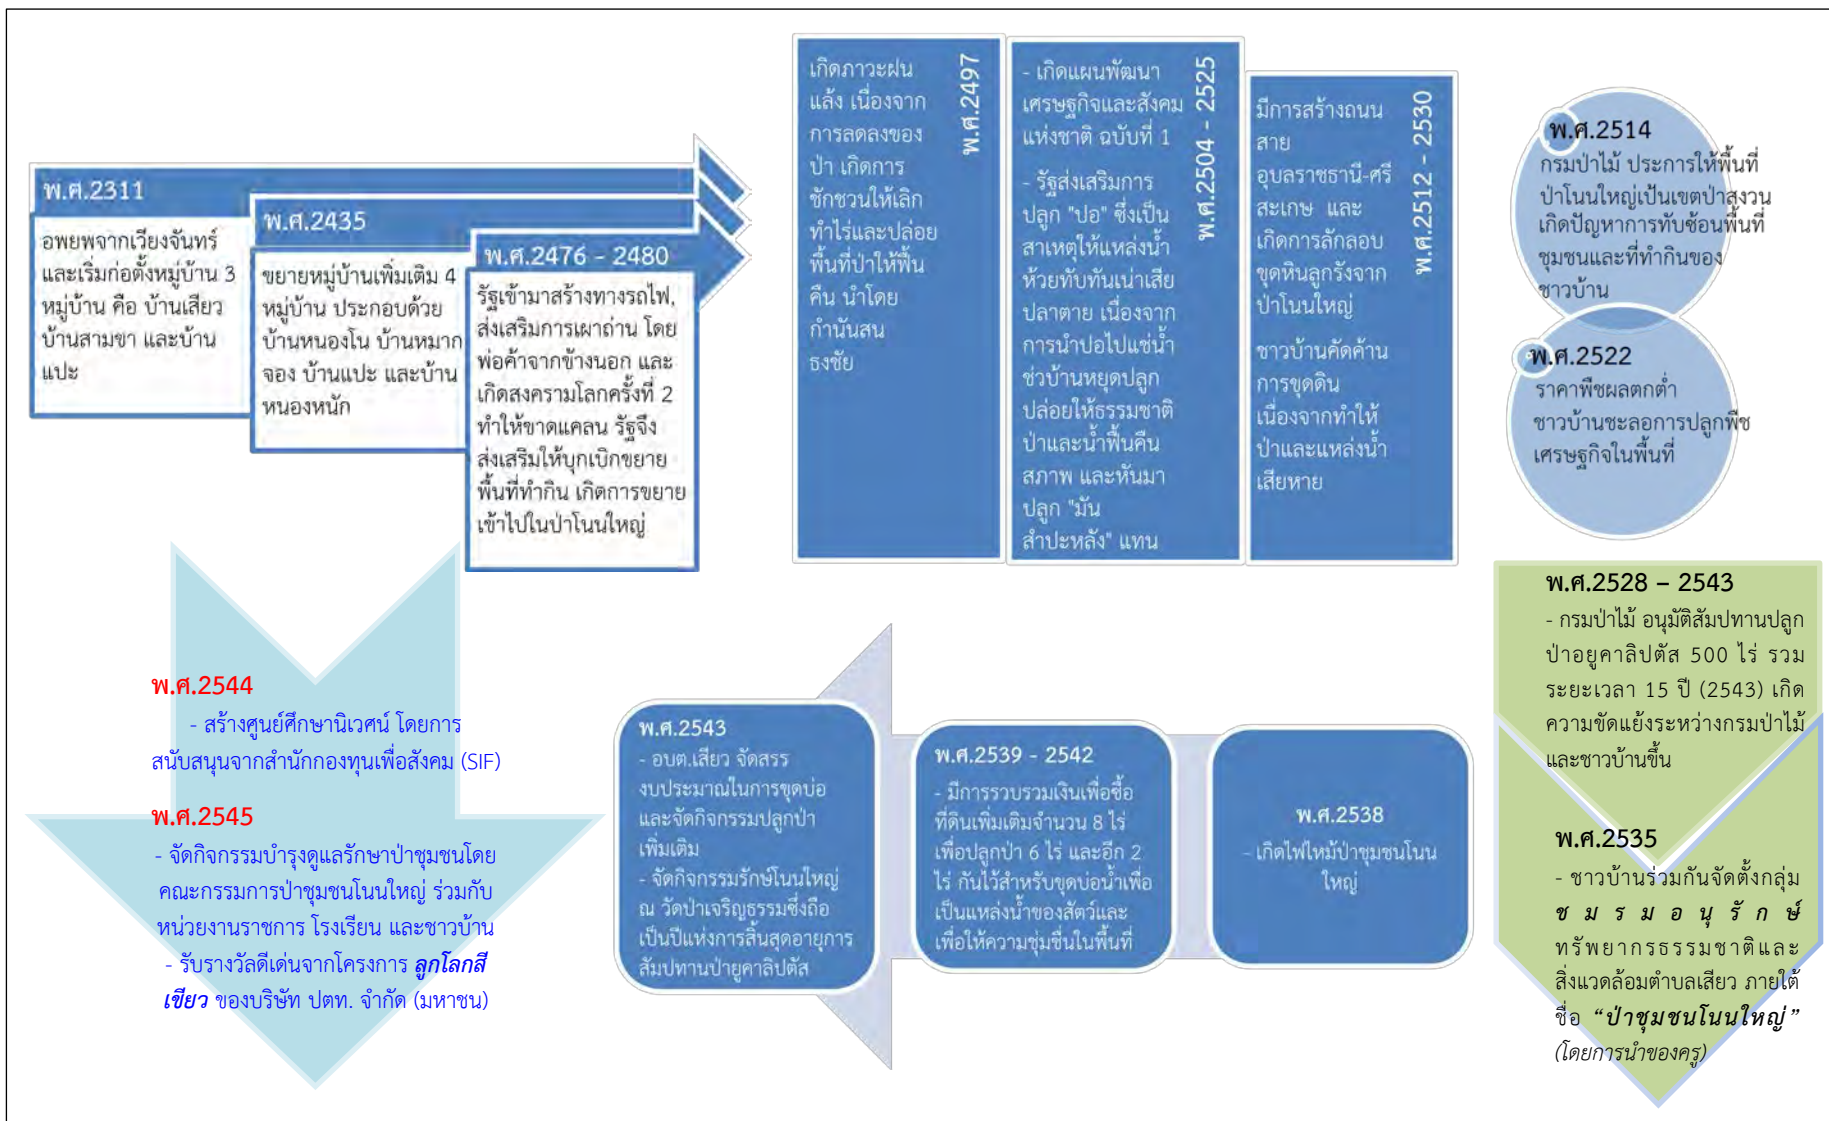 พ.ศ.2311
อพยพจากเวียงจันทร์
และเริ่มก่อตั้งหมู่บ้าน 3
หมู่บ้าน คือ บ้านเสียว
บ้านสามขา และบ้าน
แปะ
พ.ศ.2435
ขยายหมู่บ้านเพิ่มเติม 4
หมู่บ้าน ประกอบด้วย
บ้านหนองโน บ้านหมาก
จอง บ้านแปะ และบ้าน
หนองหนัก
พ.ศ.2476 - 2480
รัฐเข้ามาสร้างทางรถไฟ,
ส่งเสริมการเผาถ่าน โดย
พ่อค้าจากข้างนอก และ
เกิดสงครามโลกครั้งที่ 2
ทำให้ขาดแคลน รัฐจึง
ส่งเสริมให้บุกเบิกขยาย
พื้นที่ทำกิน เกิดการขยาย
เข้าไปในป่าโนนใหญ่
พ.ศ.2497
เกิดภาวะฝน
แล้ง เนื่องจาก
การลดลงของ
ป่า เกิดการ
ชักชวนให้เลิก
ทำไร่และปล่อย
พื้นที่ป่าให้ฟื้น
คืน นำโดย
กำนันสน
ธงชัย
พ.ศ.2504 - 2525
- เกิดแผนพัฒนา
เศรษฐกิจและสังคม
แห่งชาติ ฉบับที่ 1
- รัฐส่งเสริมการ
ปลูก "ปอ" ซึ่งเป็น
สาเหตุให้แหล่งน้ำ
ห้วยทับทันเน่าเสีย
ปลาตาย เนื่องจาก
การนำปอไปแช่น้ำ
ช่วบ้านหยุดปลูก
ปล่อยให้ธรรมชาติ
ป่าและน้ำฟื้นคืน
สภาพ และหันมา
ปลูก "มัน
สำปะหลัง" แทน
พ.ศ.2512 - 2530
มีการสร้างถนน
สาย
อุบลราชธานี-ศรี
สะเกษ และ
เกิดการลักลอบ
ขุดหินลูกรังจาก
ป่าโนนใหญ่
ชาวบ้านคัดค้าน
การขุดดิน
เนื่องจากทำให้
ป่าและแหล่งน้ำ
เสียหาย
พ.ศ.2514
กรมป่าไม้ ประการให้พื้นที่
ป่าโนนใหญ่เป้นเขตป่าสงวน
เกิดปัญหาการทับซ้อนพื้นที่
ชุมชนและที่ทำกินของ
ชาวบ้าน
พ.ศ.2522
ราคาพืชผลตกต่ำ
ชาวบ้านชะลอการปลูกพืช
เศรษฐกิจในพื้นที่
พ.ศ.2528 – 2543
- กรมป่าไม้ อนุมัติสัมปทานปลูก
ป่าอยูคาลิปตัส 500 ไร่ รวม
ระยะเวลา 15 ปี (2543) เกิด
ความขัดแย้งระหว่างกรมป่าไม้
และชาวบ้านขึ้น
พ.ศ.2535
- ชาวบ้านร่วมกันจัดตั้งกลุ่ม
ชมรมอนุรักษ์
ทรัพยากรธรรมชาติและ
สิ่งแวดล้อมตำบลเสียว ภายใต้
ชื่อ “ป่าชุมชนโนนใหญ่”
(โดยการนำของครู)
พ.ศ.2538
- เกิดไฟไหม้ป่าชุมชนโนน
ใหญ่
พ.ศ.2539 - 2542
- มีการรวบรวมเงินเพื่อซื้อ
ที่ดินเพิ่มเติมจำนวน 8 ไร่
เพื่อปลูกป่า 6 ไร่ และอีก 2
ไร่ กันไว้สำหรับขุดบ่อน้ำเพื่อ
เป็นแหล่งน้ำของสัตว์และ
เพื่อให้ความชุ่มชื่นในพื้นที่
พ.ศ.2543
- อบต.เสียว จัดสรร
งบประมาณในการขุดบ่อ
และจัดกิจกรรมปลูกป่า
เพิ่มเติม
- จัดกิจกรรมรักษ์โนนใหญ่
ณ วัดป่าเจริญธรรมซึ่งถือ
เป็นปีแห่งการสิ้นสุดอายุการ
สัมปทานป่ายูคาลิปตัส
พ.ศ.2544
- สร้างศูนย์ศึกษานิเวศน์ โดยการ
สนับสนุนจากสำนักกองทุนเพื่อสังคม (SIF)
พ.ศ.2545
- จัดกิจกรรมบำรุงดูแลรักษาป่าชุมชนโดย
คณะกรรมการป่าชุมชนโนนใหญ่ ร่วมกับ
หน่วยงานราชการ โรงเรียน และชาวบ้าน
- รับรางวัลดีเด่นจากโครงการ ลูกโลกสี
เขียว ของบริษัท ปตท. จำกัด (มหาชน)